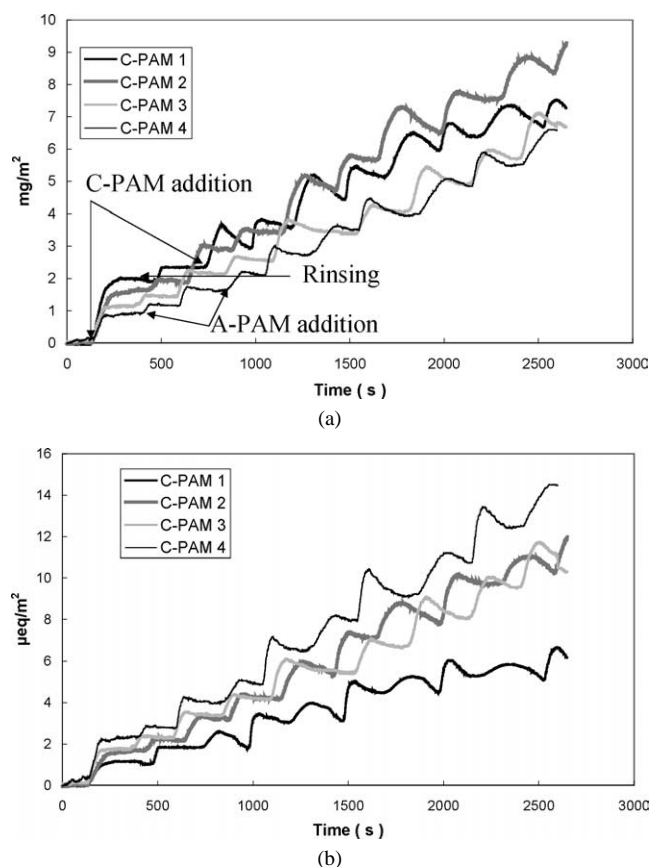 10
9
8
7
6
5
4
3
2
1
0
mg/m²
C-PAM 1
C-PAM 2
C-PAM 3
C-PAM 4
C-PAM addition
Rinsing
A-PAM addition
0 500 1000 1500 2000 2500 3000
Time ( s )
(a)
16
14
12
10
8
6
4
2
0
µeq/m²
C-PAM 1
C-PAM 2
C-PAM 3
C-PAM 4
0 500 1000 1500 2000 2500 3000
Time ( s )
(b)